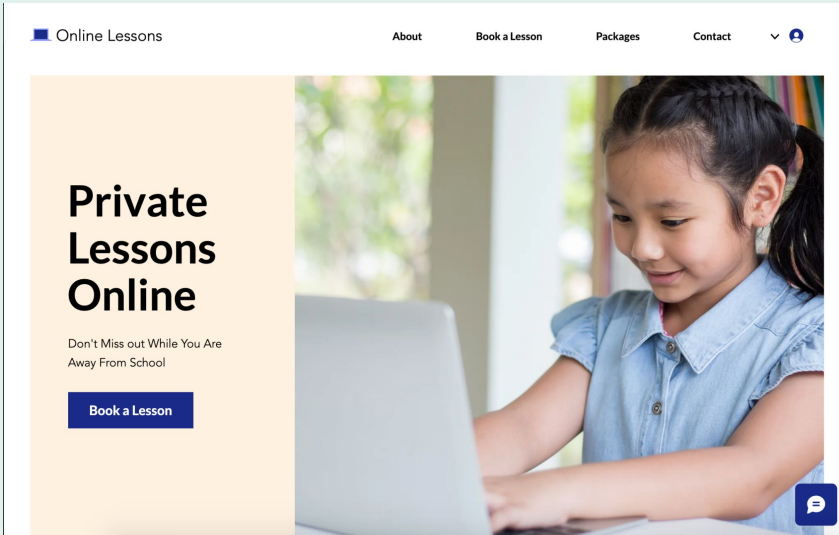 Online Lessons
About
Book a Lesson
Packages
Contact
Private
Lessons
Online
Don't Miss out While You Are
Away From School
Book a Lesson